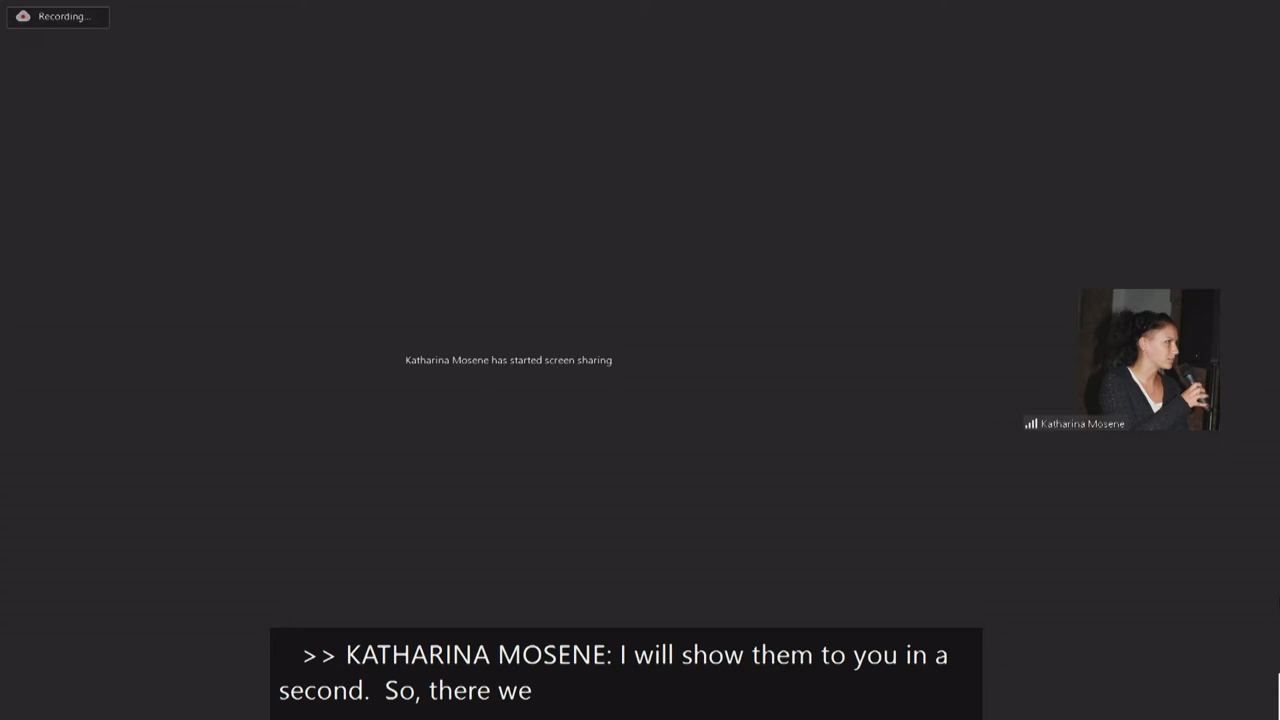 Recording...
Katharina Mosene has started screen sharing
Katharina Mosene
>> KATHARINA MOSENE: I will show them to you in a
second.  So, there we